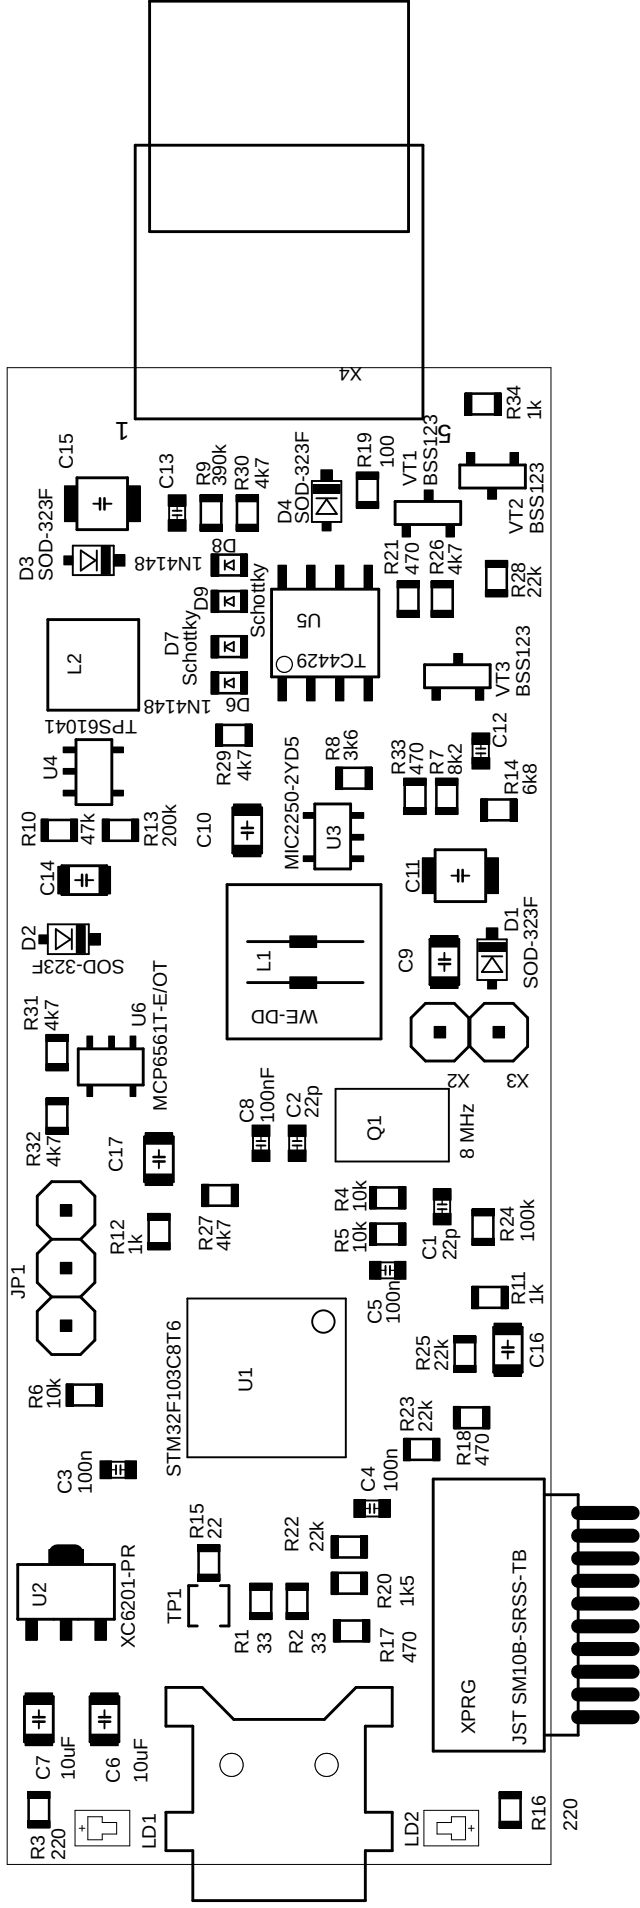 X4
1
5
R34
1k
C15
C13
R9
390k
R30
4k7
D4
SOD-323F
R19
100
VT1
BSS123
VT2
BSS123
D3
SOD-323F
1N4148
D8
D9
Schottky
D7
Schottky
1N4148
D6
U5
TC4429
R21
470
R26
4k7
R28
22k
L2
TPS61041
U4
VT3
BSS123
R29
4k7
R8
3k6
R33
470
R7
8k2
C12
R14
6k8
R10
47k
R13
200k
C10
MIC2250-2YD5
U3
C14
C11
D2
SOD-323F
L1
WE-DD
C9
D1
SOD-323F
R31
4k7
U6
MCP6561T-E/OT
X2
X3
R32
4k7
C17
C8
100nF
C2
22p
Q1
8 MHz
JP1
R12
1k
R27
4k7
R4
10k
R5
10k
C1
22p
R24
100k
C5
100n
R11
1k
R6
10k
STM32F103C8T6
U1
R25
22k
C16
R23
22k
R18
470
C3
100n
C4
100n
U2
XC6201-PR
R15
22
TP1
R22
22k
R20
1k5
R1
33
R2
33
R17
470
XPRG
JST SM10B-SRSS-TB
C7
10uF
C6
10uF
R3
220
LD1
LD2
R16
220